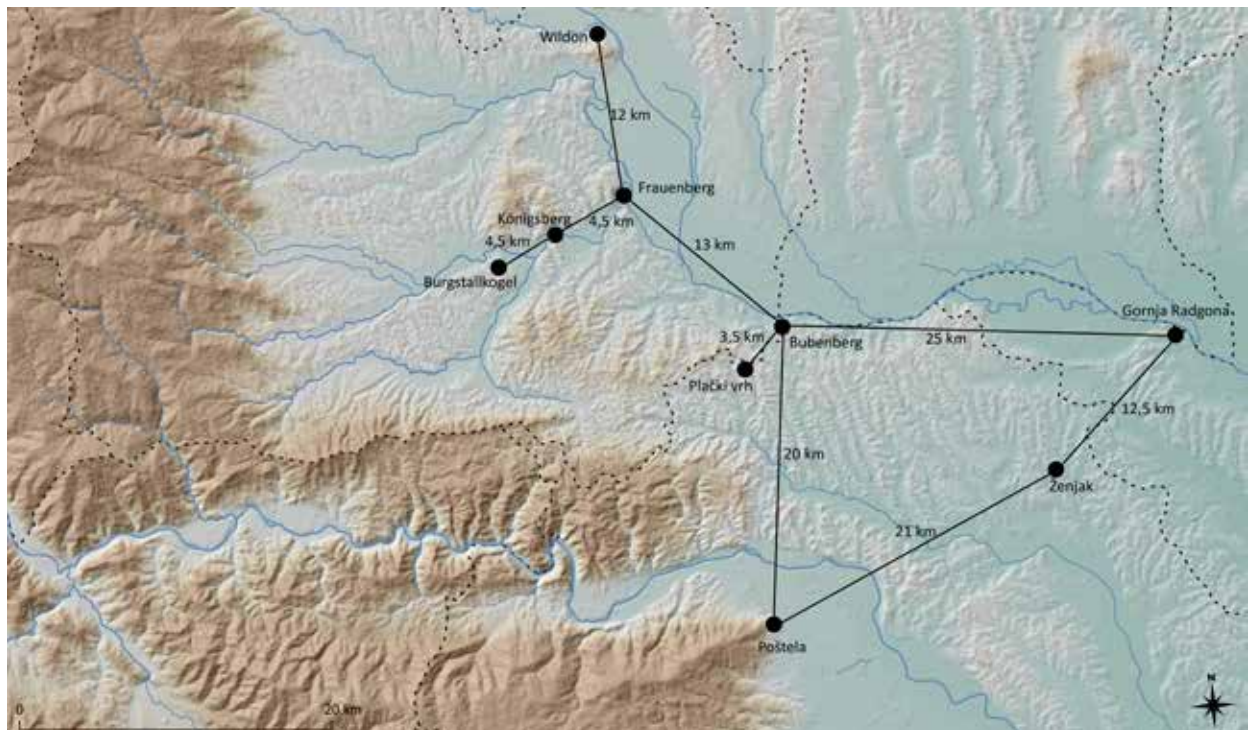 Wildon
12 km
Frauenberg
Königsberg
4,5 km
4,5 km
Burgstallkogel
13 km
Gornja Radgona
3,5 km
Bubenberg
25 km
Plački vrh
12,5 km
20 km
Ženjak
21 km
Poštela
N
0
20 km